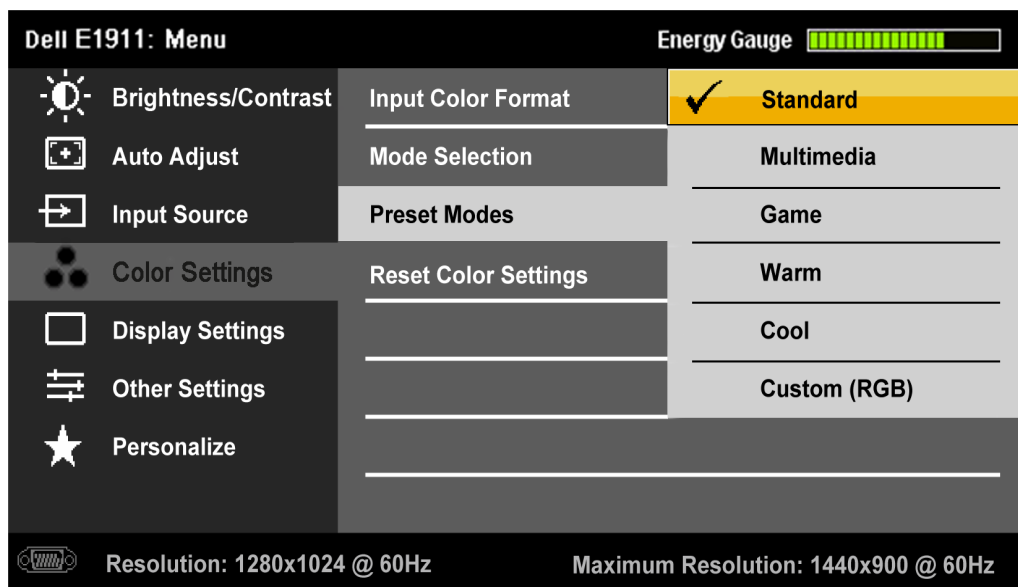 Dell E1911: Menu Energy Gauge
Brightness/Contrast Input Color Format Standard
Auto Adjust Mode Selection Multimedia
Input Source Preset Modes Game
Color Settings Reset Color Settings Warm
Display Settings Cool
Other Settings Custom (RGB)
Personalize
Resolution: 1280x1024 @ 60Hz Maximum Resolution: 1440x900 @ 60Hz